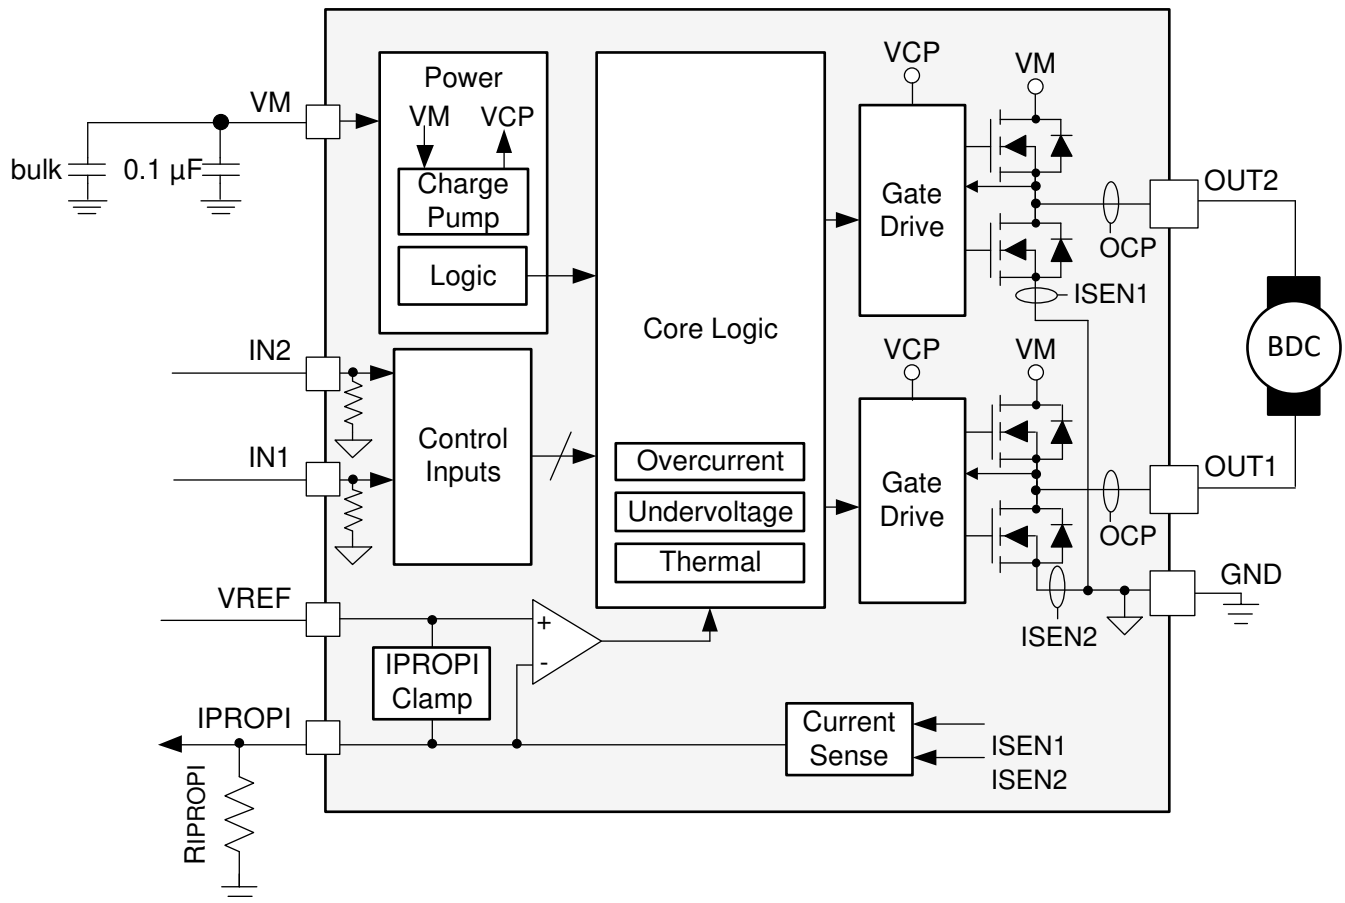 Power
VM
VCP
Charge
Pump
Logic
VM
bulk
0.1 µF
IN2
IN1
Control
Inputs
VREF
IPROPI
Clamp
+
-
IPROPI
RIPROPI
Core Logic
Overcurrent
Undervoltage
Thermal
VCP
VM
Gate
Drive
OCP
ISEN1
OUT2
BDC
VCP
VM
Gate
Drive
OCP
ISEN2
OUT1
GND
Current
Sense
ISEN1
ISEN2